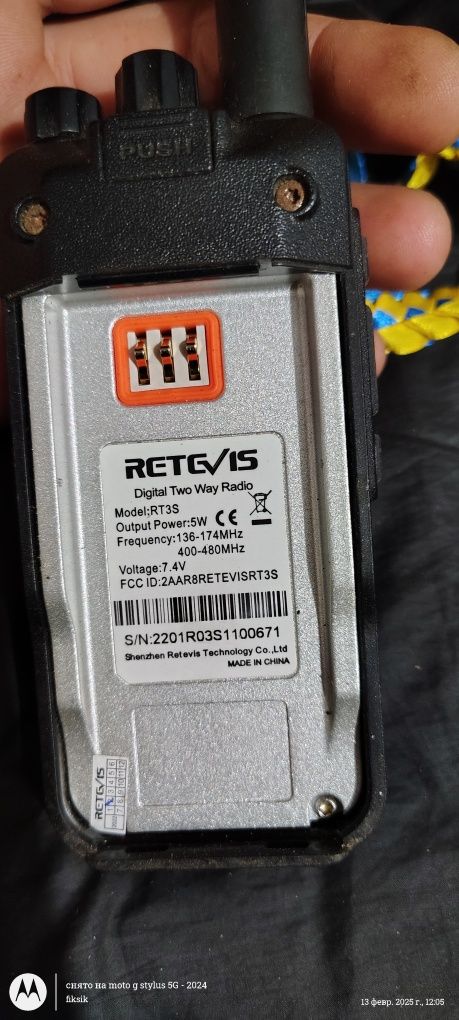 PUSH
RETEVIS
Digital Two Way Radio
Model;RT3S
Output Power:5W CE
Frequency:136-174MHz
400-480MHz
Voltage:7.4V
FCC ID:2AAR8RETEVISRT3S
S/N:2201R03S1100671
Shenzhen Retevis Technology Co.,Ltd
MADE IN CHINA
RETEVIS
снято на moto g stylus 5G - 2024
fiksik
13 февр. 2025 г., 12:05